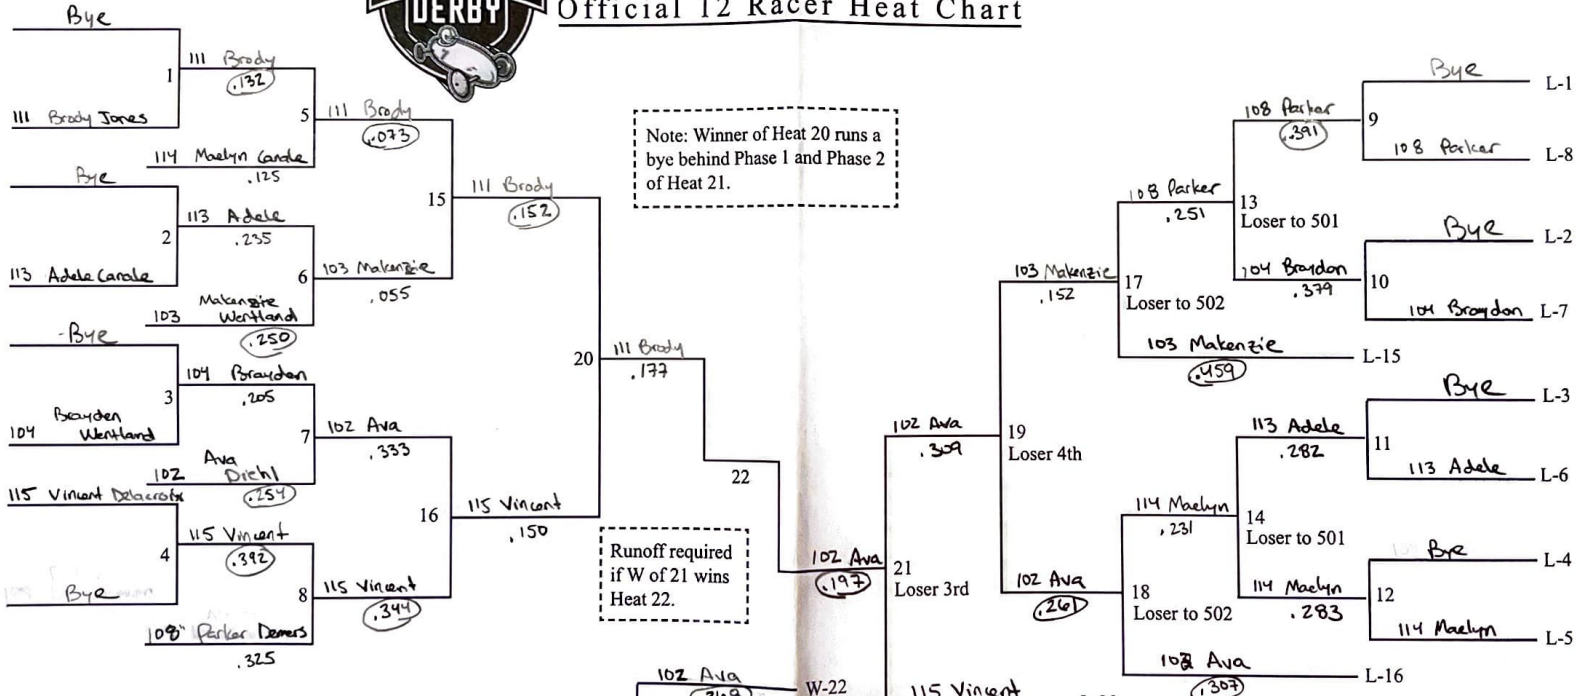 DERBY
Official 12 Racer Heat Chart
Bye
1
111 Brody
.132
111 Brody Jones
5
111 Brody
.073
114 Maelyn Canale
.125
Bye
2
113 Adele
.235
113 Adele Canale
6
103 Makenzie
.055
Makenzie
103 Wentland
.250
15
111 Brody
.152
Bye
3
104 Brayden
.205
Brayden
104 Wentland
7
102 Ava
.333
Ava
102 Diehl
.254
115 Vincent Delacroix
4
115 Vincent
.392
Bye
8
115 Vincent
.344
108 Parker Demers
.325
16
115 Vincent
.150
20
111 Brody
.177
22
Note: Winner of Heat 20 runs a
bye behind Phase 1 and Phase 2
of Heat 21.
Runoff required
if W of 21 wins
Heat 22.
102 Ava
.197
21
Loser 3rd
102 Ava
W-22
115 Vincent
102 Ava
.309
19
Loser 4th
103 Makenzie
.152
17
Loser to 502
108 Parker
.251
13
Loser to 501
108 Parker
.391
9
Bye
L-1
108 Parker
L-8
104 Braydon
.379
10
Bye
L-2
104 Braydon
L-7
103 Makenzie
L-15
.459
102 Ava
.261
18
Loser to 502
114 Maelyn
.231
14
Loser to 501
113 Adele
.282
11
Bye
L-3
113 Adele
L-6
114 Maelyn
.283
12
Bye
L-4
114 Maelyn
L-5
102 Ava
L-16
.307